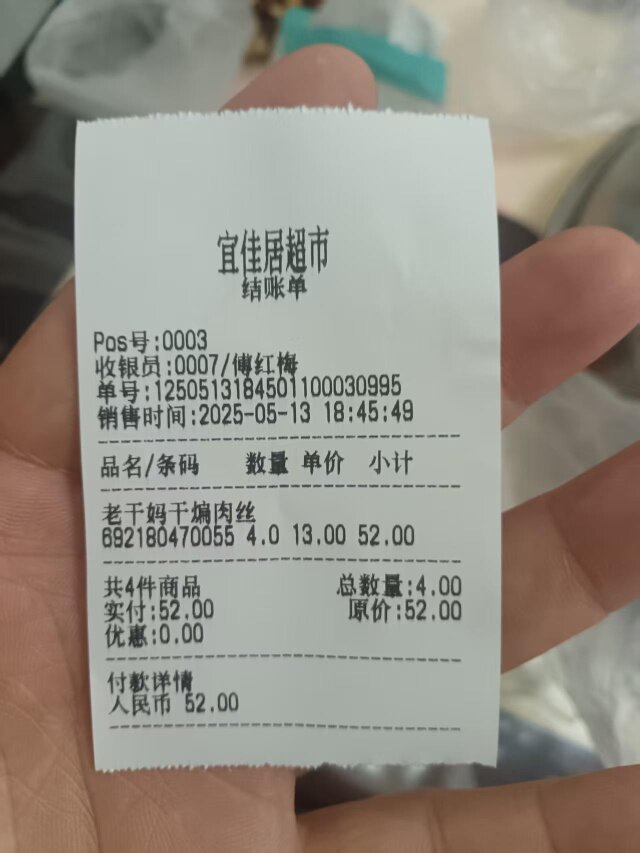 宜佳居超市
结账单
Pos号:0003
收银员:0007/傅红梅
单号:1250513184501100030995
销售时间:2025-05-13 18:45:49
品名/条码 数量 单价 小计
老干妈干煸肉丝
692180470055 4.0 13.00 52.00
共4件商品 总数量:4.00
实付:52.00 原价:52.00
优惠:0.00
付款详情
人民币 52.00